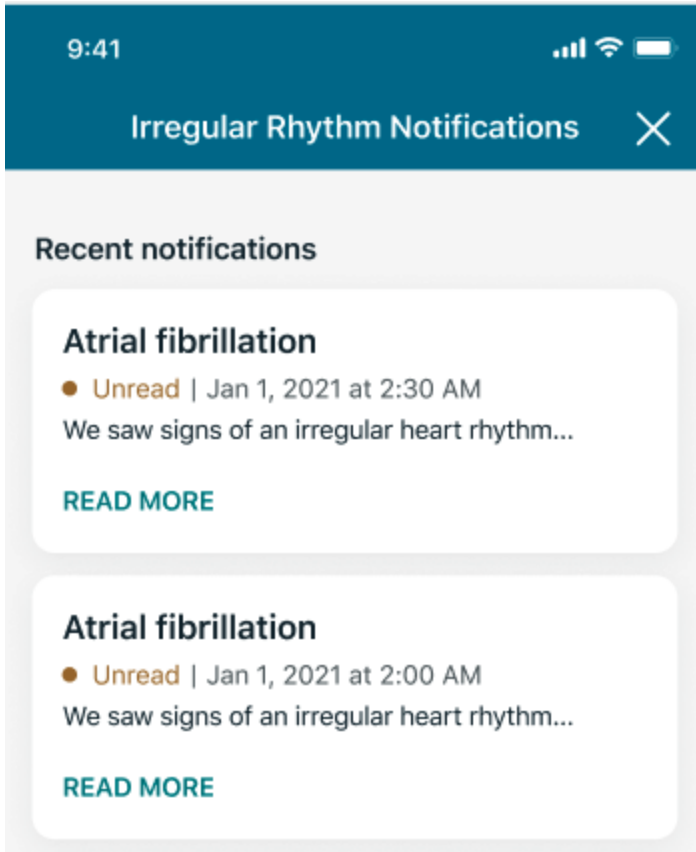 9:41
Irregular Rhythm Notifications
Recent notifications
Atrial fibrillation
Unread | Jan 1, 2021 at 2:30 AM
We saw signs of an irregular heart rhythm...
READ MORE
Atrial fibrillation
Unread | Jan 1, 2021 at 2:00 AM
We saw signs of an irregular heart rhythm...
READ MORE